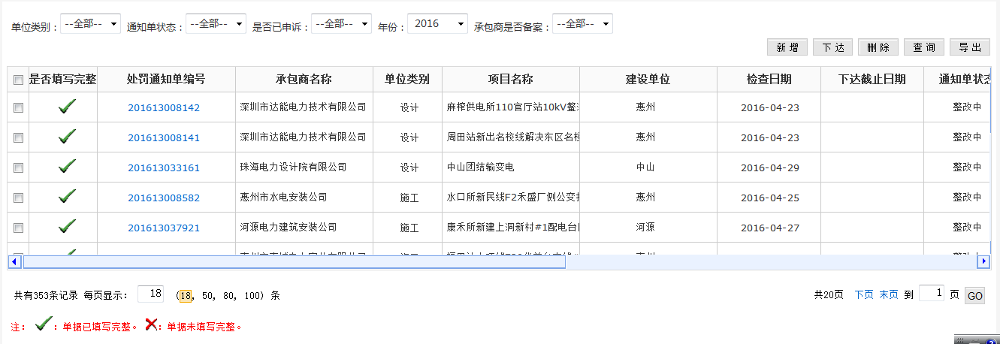 单位类别： --全部-- 通知单状态： --全部-- 是否已申诉： --全部-- 年份： 2016 承包商是否备案： --全部--
新 增 下 达 删 除 查 询 导 出
是否填写完整 处罚通知单编号 承包商名称 单位类别 项目名称 建设单位 检查日期 下达截止日期 通知单状态
201613008142 深圳市达能电力技术有限公司 设计 麻榨供电所110官厅站10kV鳌 惠州 2016-04-23 整改中
201613008141 深圳市达能电力技术有限公司 设计 周田站新出名校线解决东区名校 惠州 2016-04-23 整改中
201613033161 珠海电力设计院有限公司 设计 中山团结输变电 中山 2016-04-29 整改中
201613008582 惠州市水电安装公司 施工 水口所新民线F2禾盛厂侧公变 惠州 2016-04-25 整改中
201613037921 河源电力建筑安装公司 施工 康禾所新建上洞新村#1配电台 河源 2016-04-27 整改中
共有353条记录 每页显示： 18 (18, 50, 80, 100) 条 共20页 下页 末页 到 1 页 GO
注： ：单据已填写完整。 ：单据未填写完整。